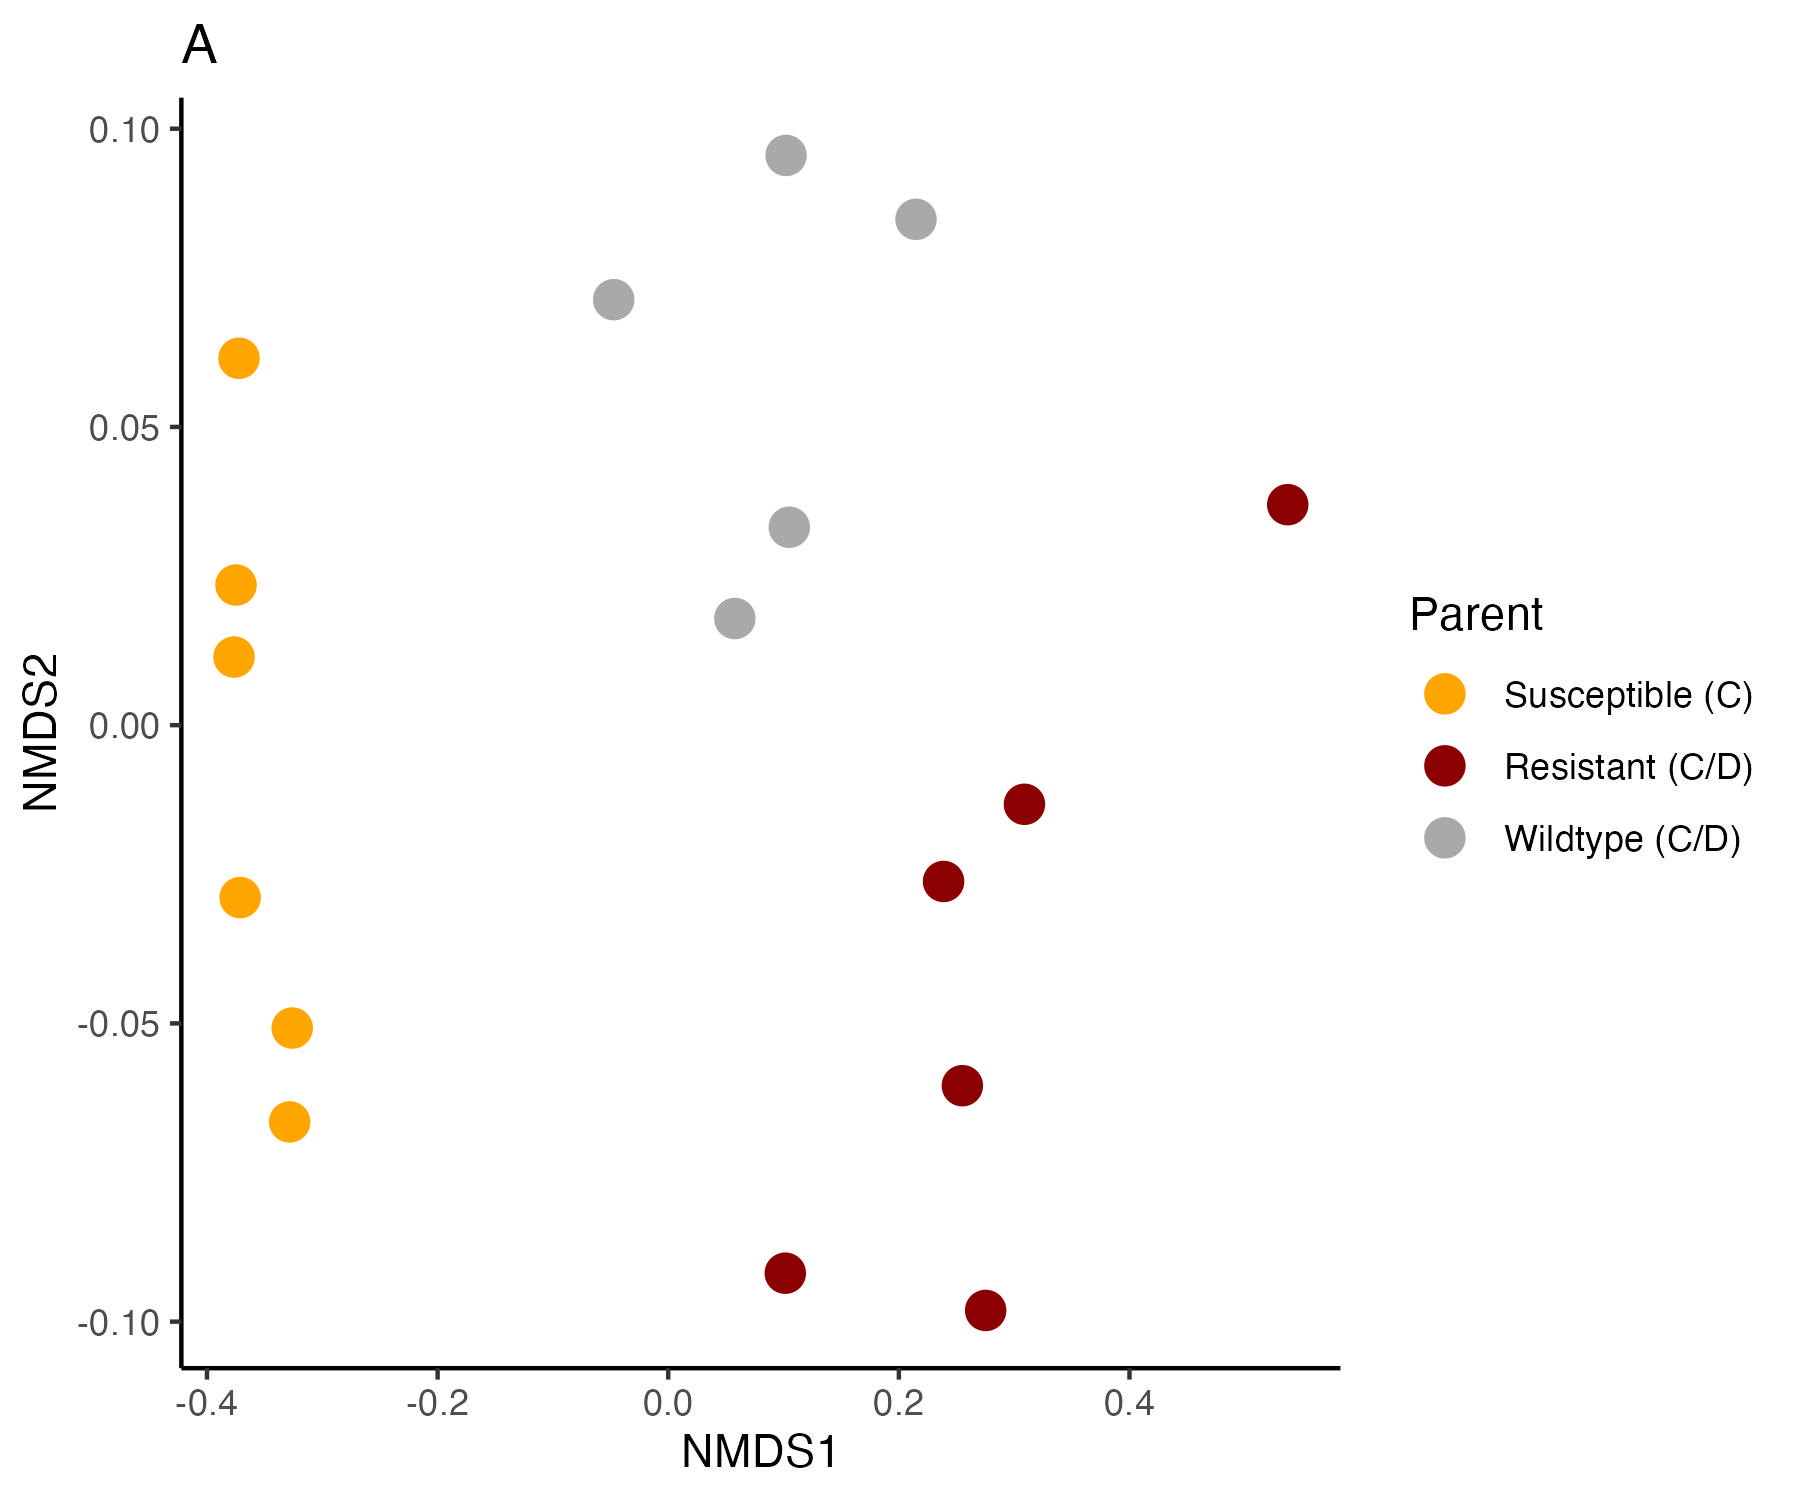 A
0.10
0.05
0.00
-0.05
-0.10
NMDS2
-0.4 -0.2 0.0 0.2 0.4
NMDS1
Parent
Susceptible (C)
Resistant (C/D)
Wildtype (C/D)